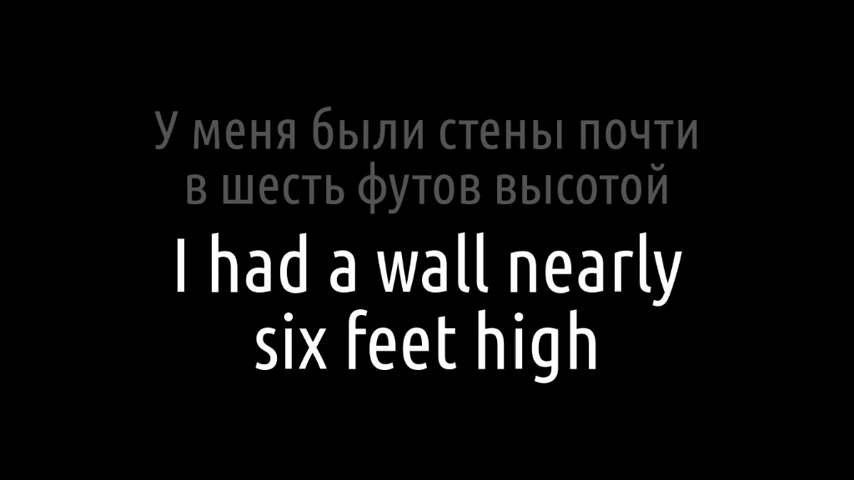 У меня были стены почти
в шесть футов высотой
I had a wall nearly
six feet high